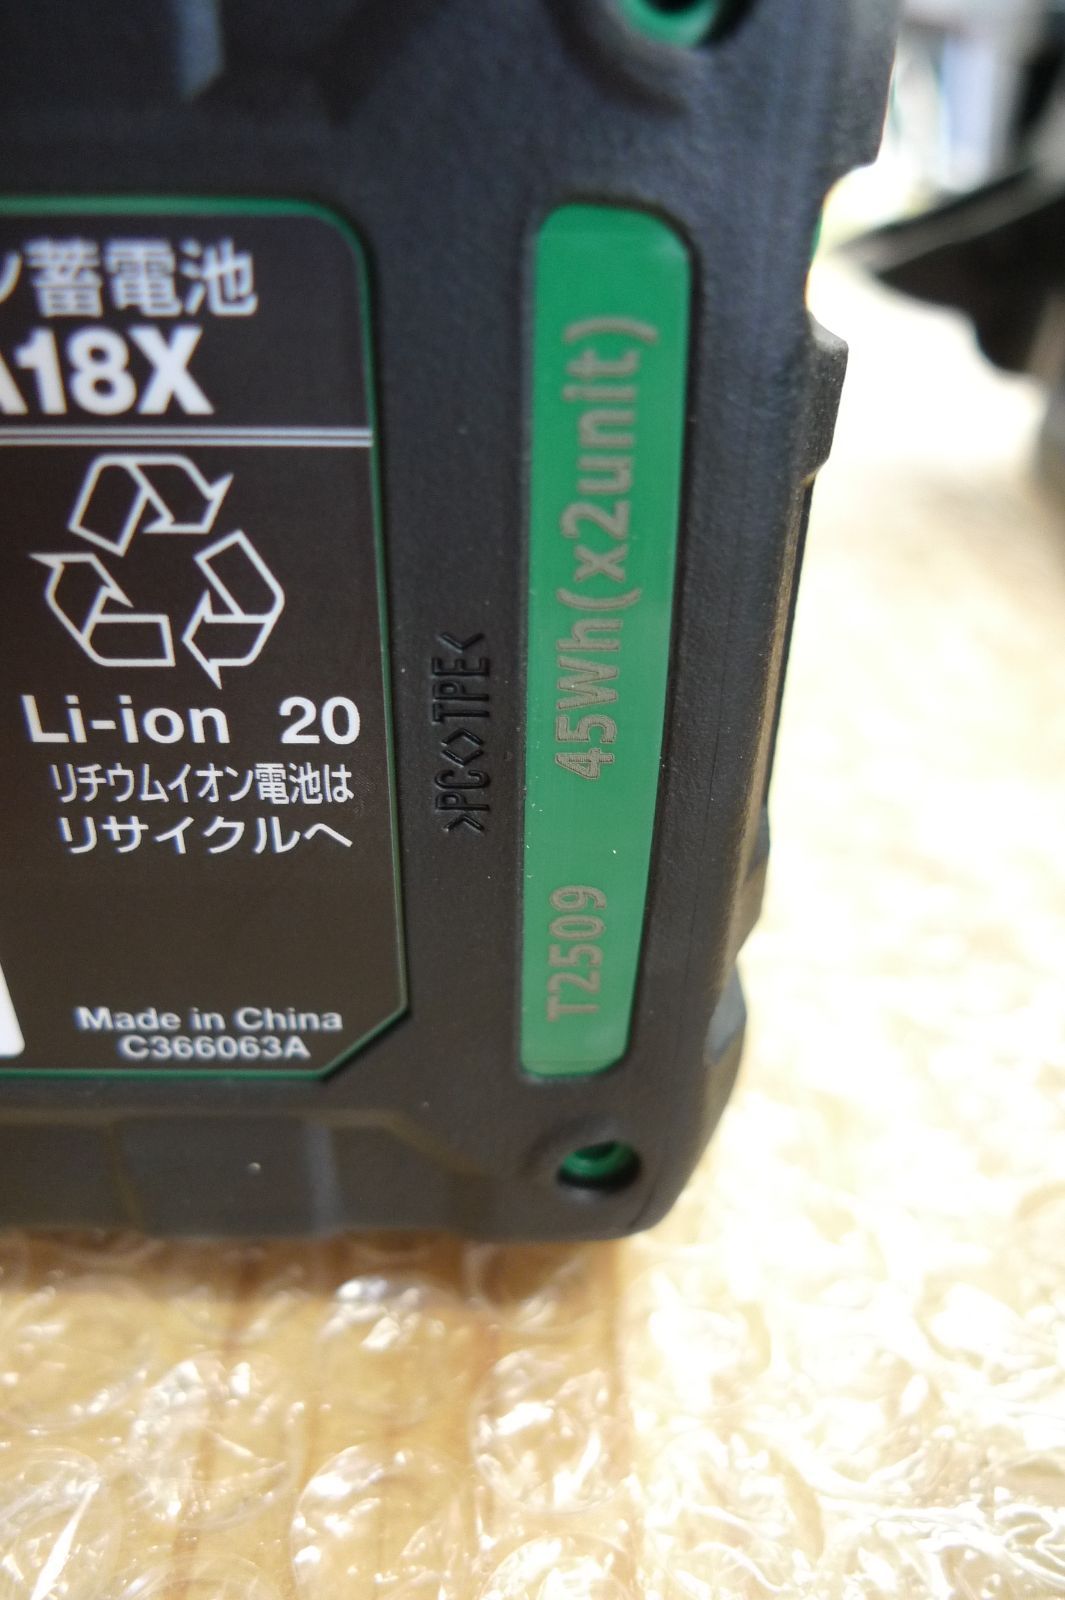 ン蓄電池
A18X
Li-ion 20
リチウムイオン電池は
リサイクルへ
Made in China
C366063A
>PC<>TPE<
T2509 45Wh(x2unit)